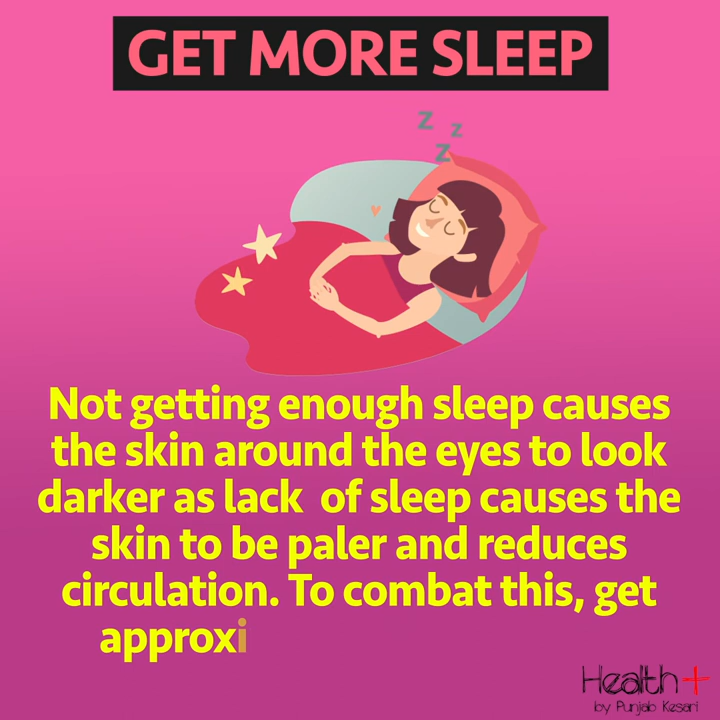 GET MORE SLEEP
z
z
z
Not getting enough sleep causes
the skin around the eyes to look
darker as lack of sleep causes the
skin to be paler and reduces
circulation. To combat this, get
approxi
Health+
by Punjab Kesari